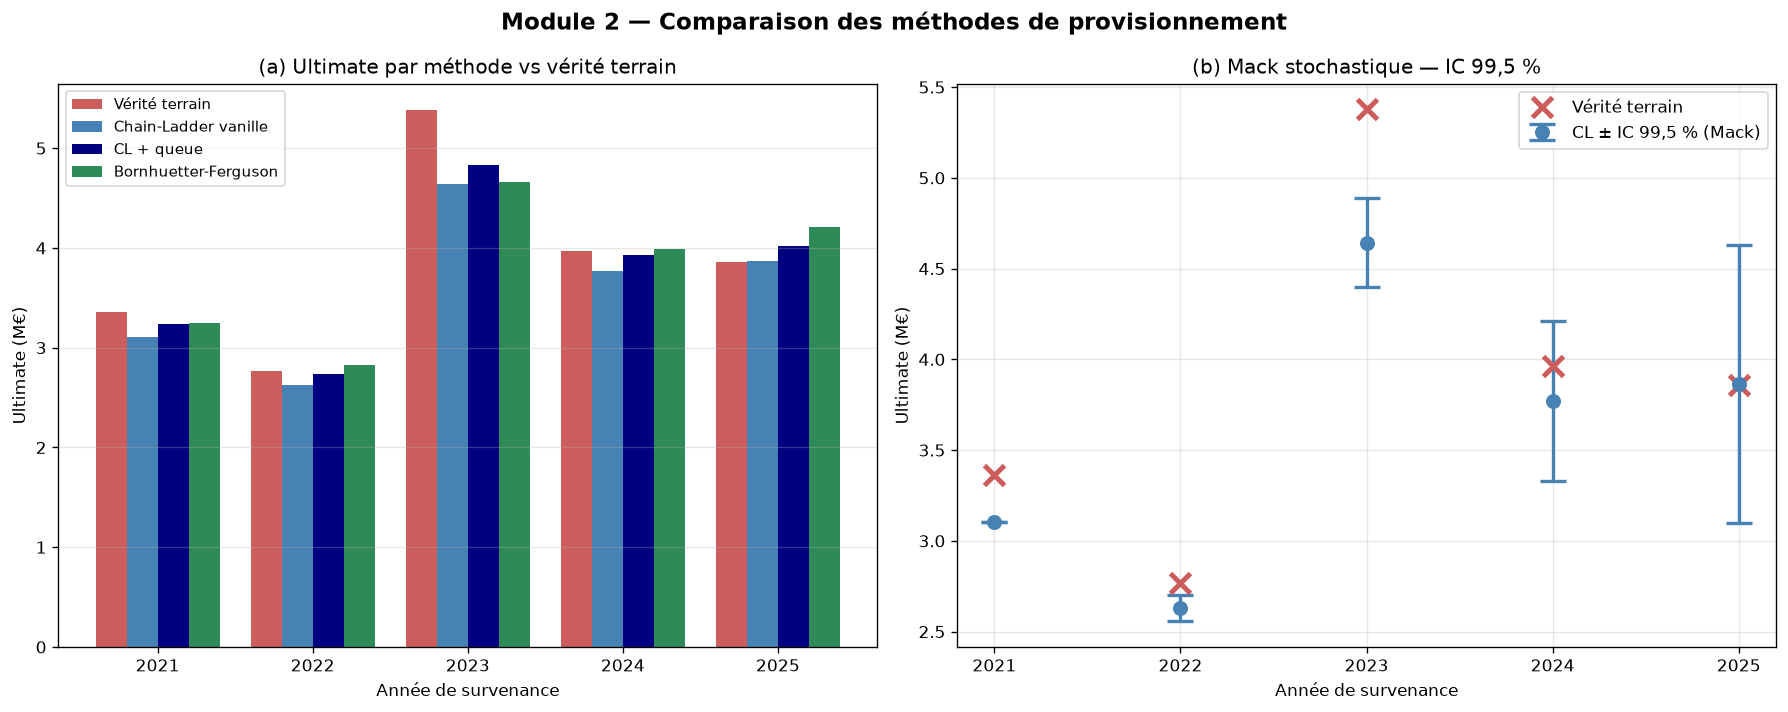 Module 2 — Comparaison des méthodes de provisionnement
(a) Ultimate par méthode vs vérité terrain
Vérité terrain
Chain-Ladder vanille
CL + queue
Bornhuetter-Ferguson
Ultimate (M€)
5
4
3
2
1
0
2021
2022
2023
2024
2025
Année de survenance
(b) Mack stochastique — IC 99,5 %
Vérité terrain
CL ± IC 99,5 % (Mack)
Ultimate (M€)
5.5
5.0
4.5
4.0
3.5
3.0
2.5
2021
2022
2023
2024
2025
Année de survenance